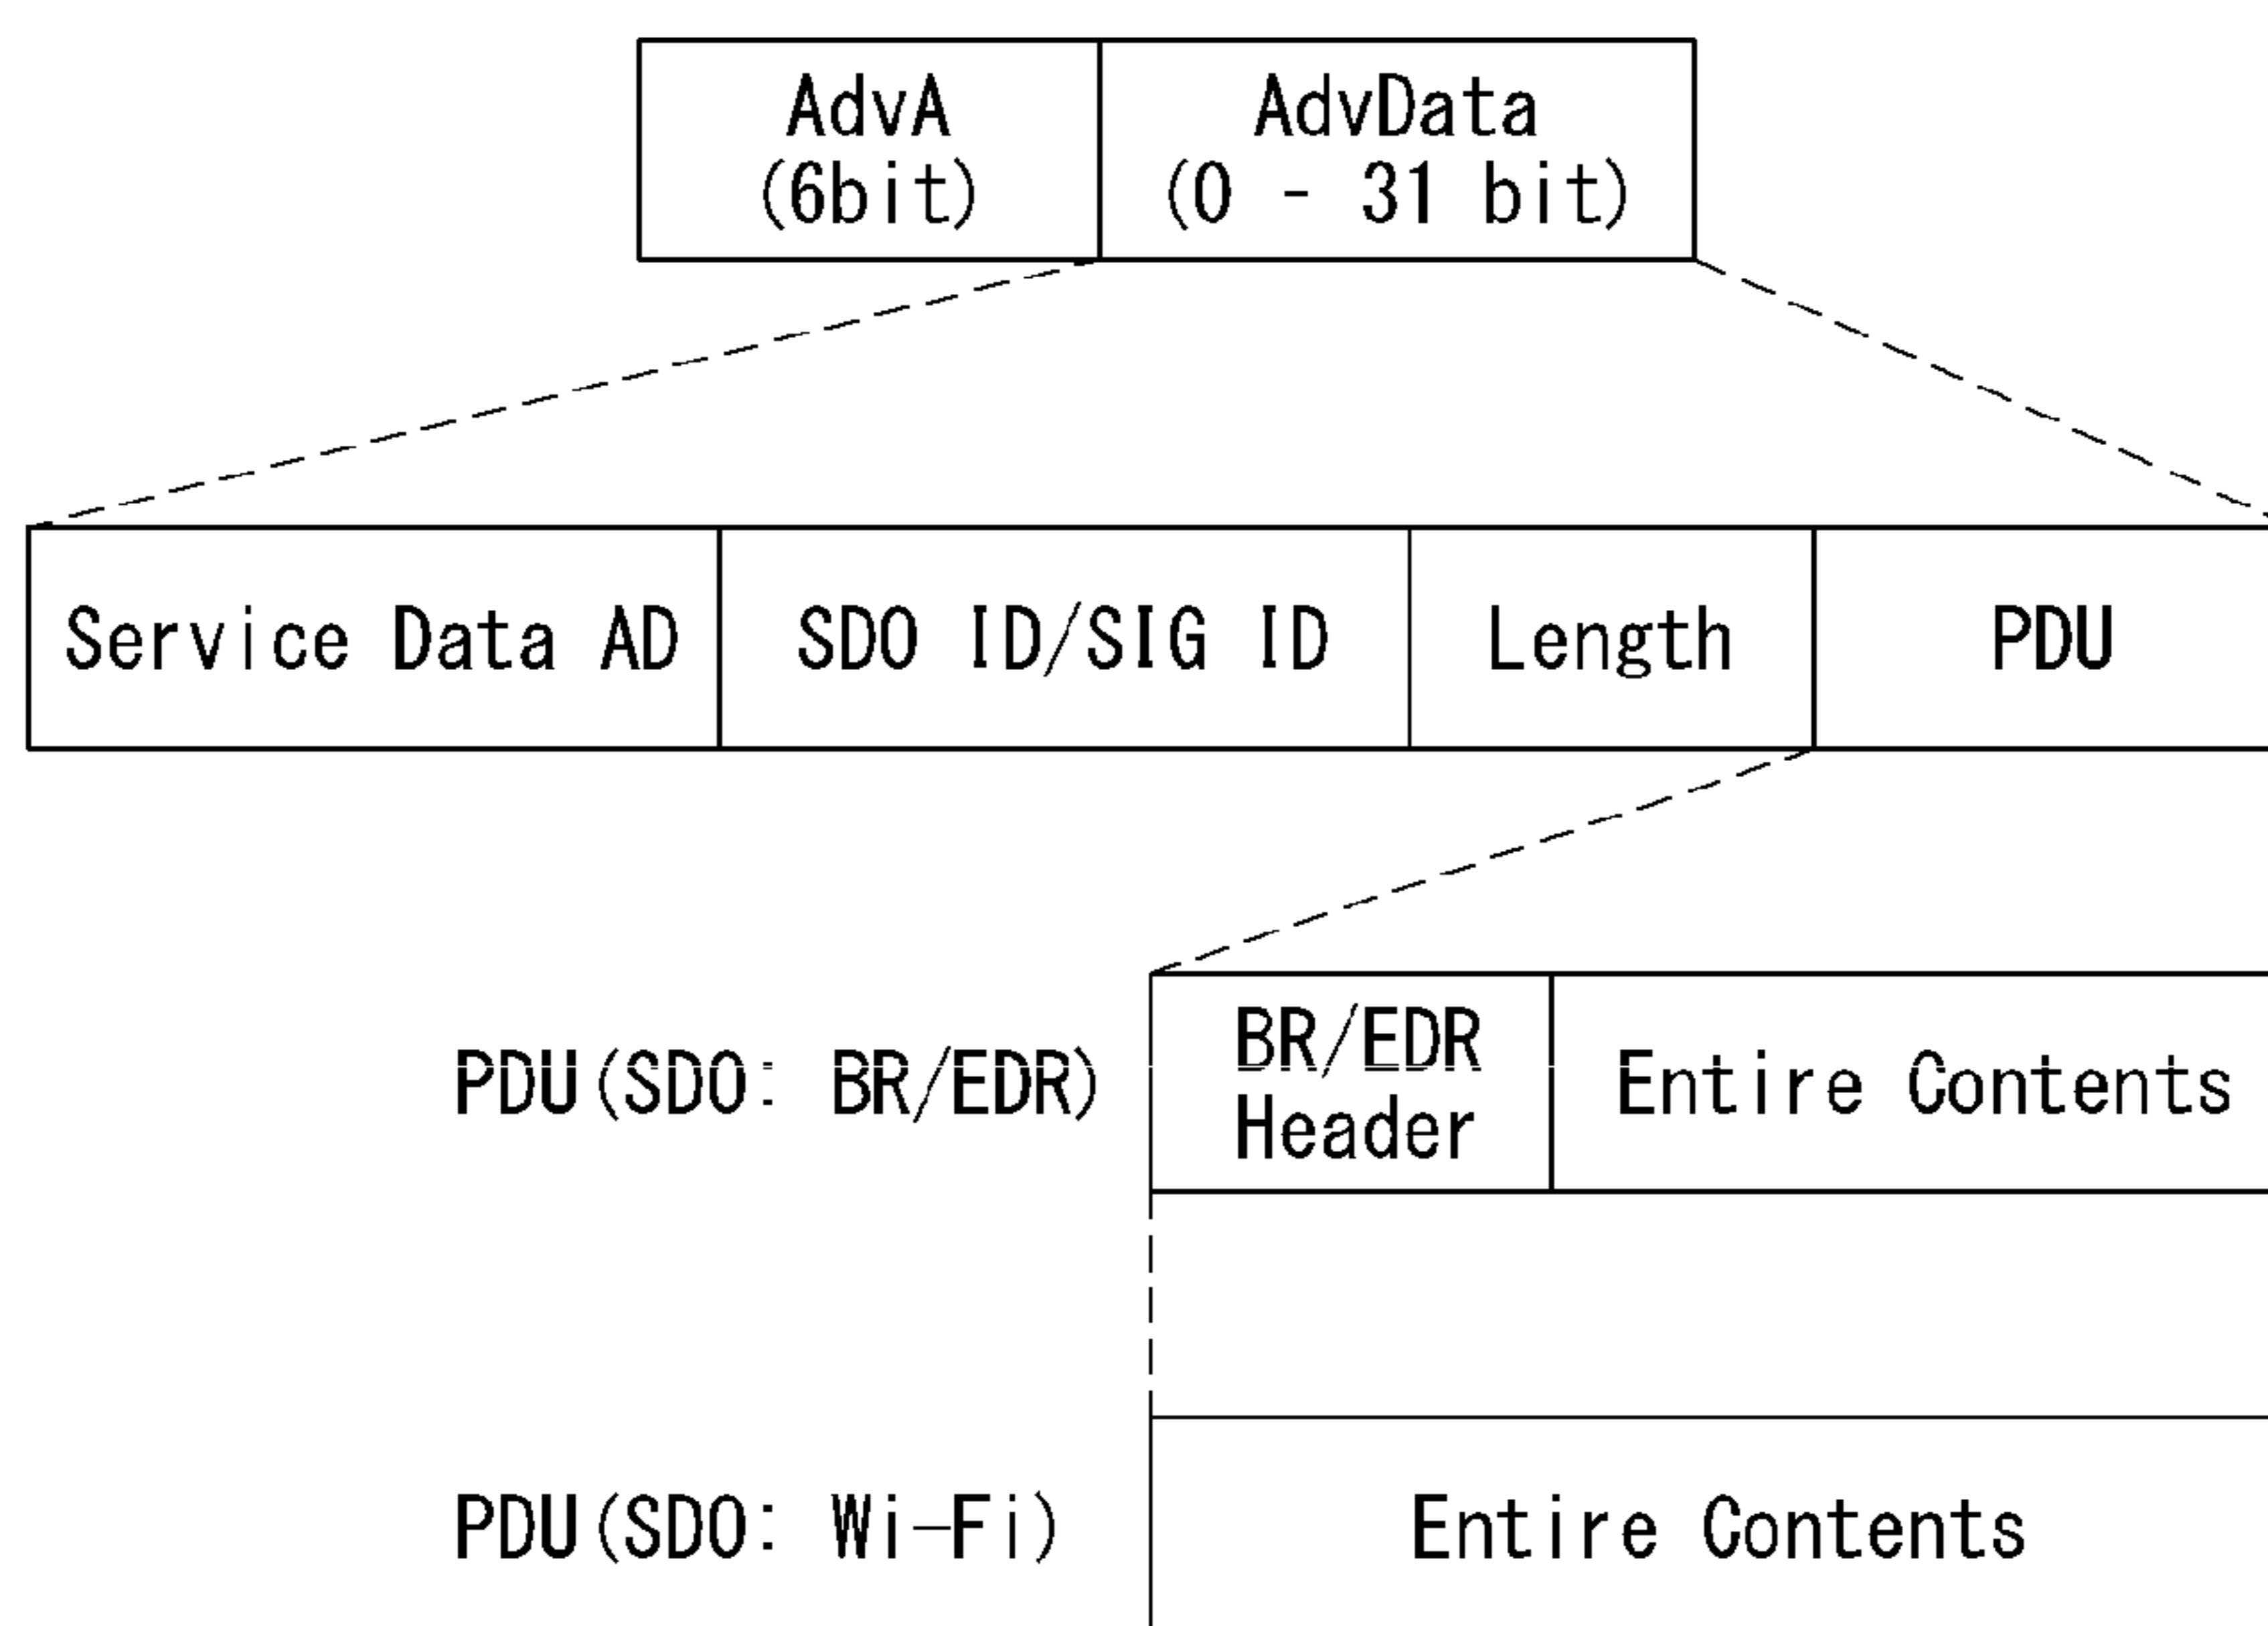 AdvA
(6bit)
AdvData
(0 - 31 bit)
Service Data AD
SDO ID/SIG ID
Length
PDU
PDU(SDO: BR/EDR)
BR/EDR
Header
Entire Contents
PDU(SDO: Wi-Fi)
Entire Contents